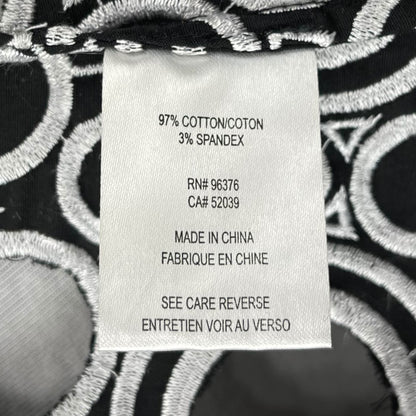 97% COTTON/COTON
3% SPANDEX
RN# 96376
CA# 52039
MADE IN CHINA
FABRIQUE EN CHINE
SEE CARE REVERSE
ENTRETIEN VOIR AU VERSO